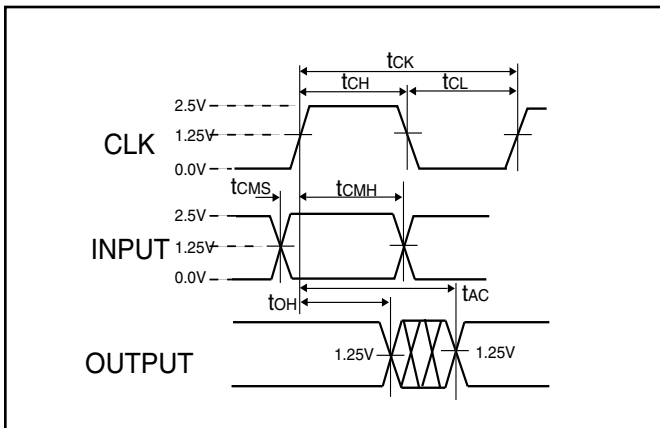 tCK
tCH tCL
2.5V
CLK 1.25V
0.0V
tCMS tCMH
2.5V
INPUT 1.25V
0.0V
tOH tAC
OUTPUT 1.25V 1.25V